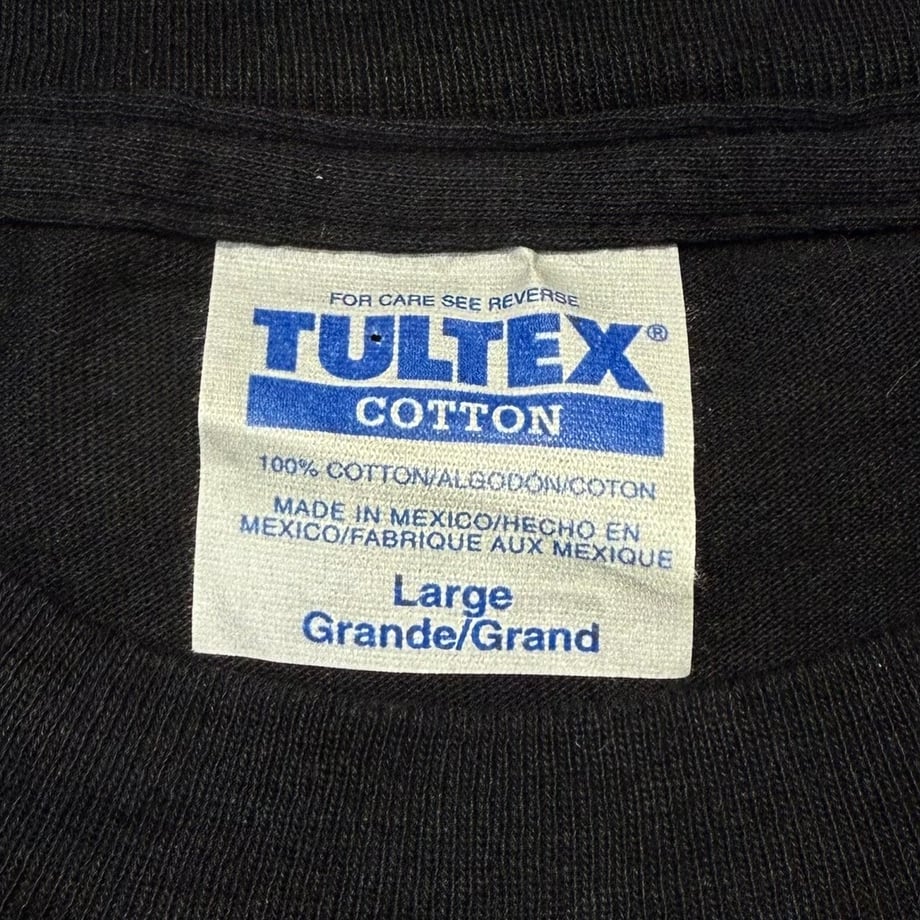 FOR CARE SEE REVERSE
TULTEX®
COTTON
100% COTTON/ALGODÓN/COTON
MADE IN MEXICO/HECHO EN
MEXICO/FABRIQUE AUX MEXIQUE
Large
Grande/Grand